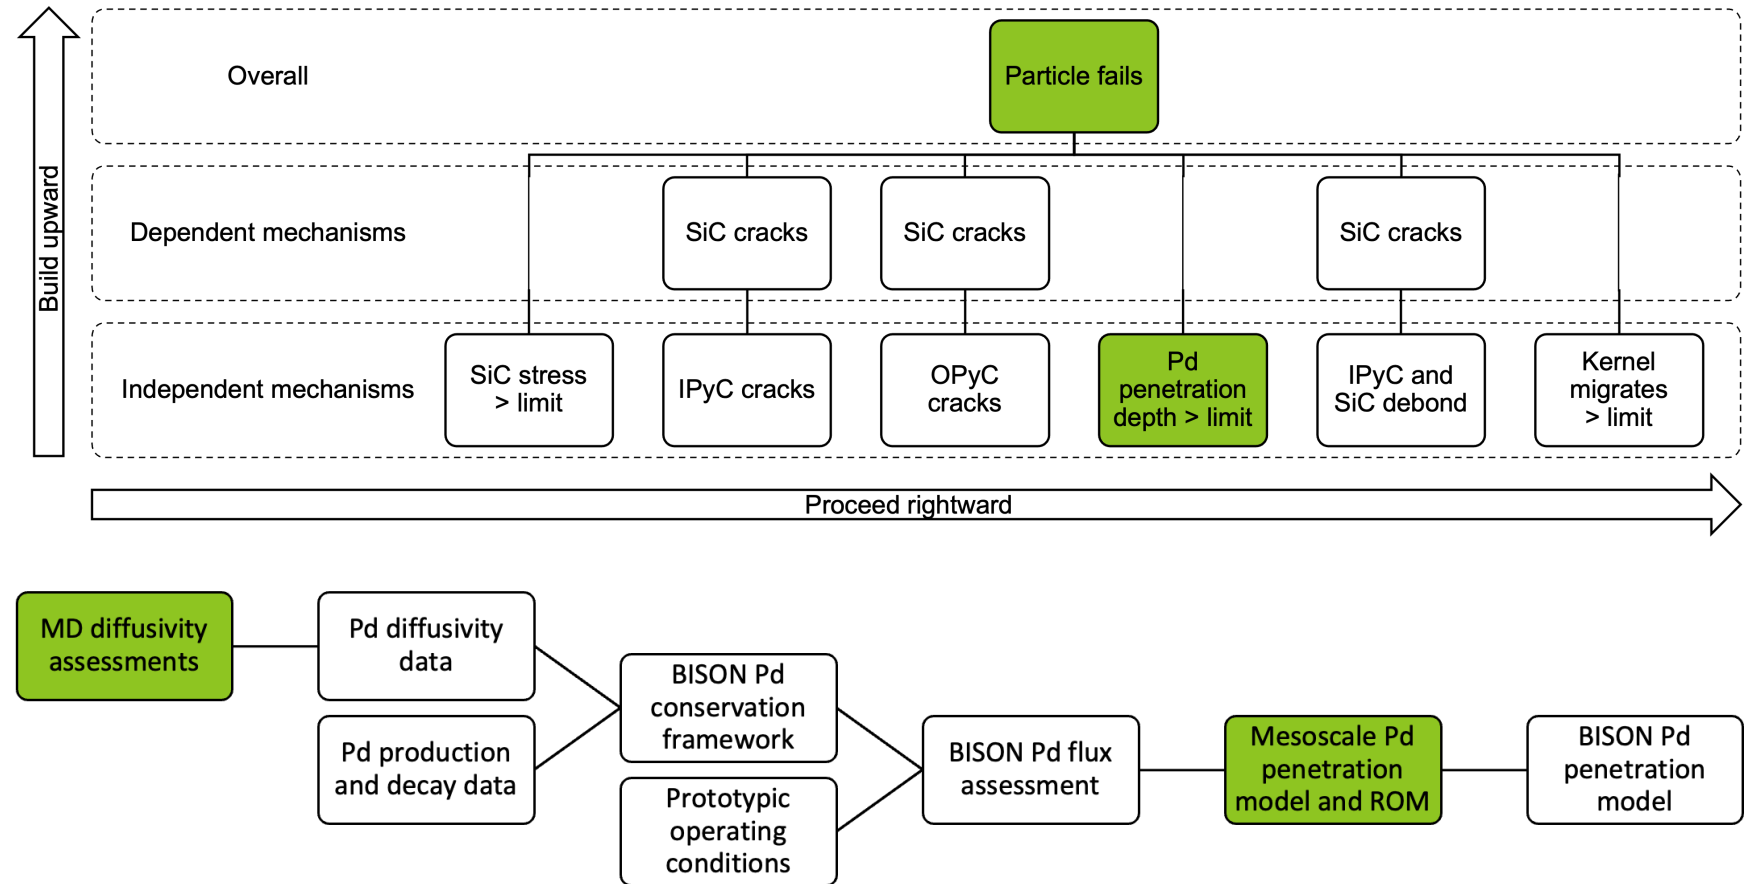 Overall
Particle fails
Build upward
Dependent mechanisms
SiC cracks
SiC cracks
SiC cracks
Independent mechanisms
SiC stress
> limit
IPyC cracks
OPyC
cracks
Pd
penetration
depth > limit
IPyC and
SiC debond
Kernel
migrates
> limit
Proceed rightward
MD diffusivity
assessments
Pd diffusivity
data
Pd production
and decay data
BISON Pd
conservation
framework
Prototypic
operating
conditions
BISON Pd flux
assessment
Mesoscale Pd
penetration
model and ROM
BISON Pd
penetration
model